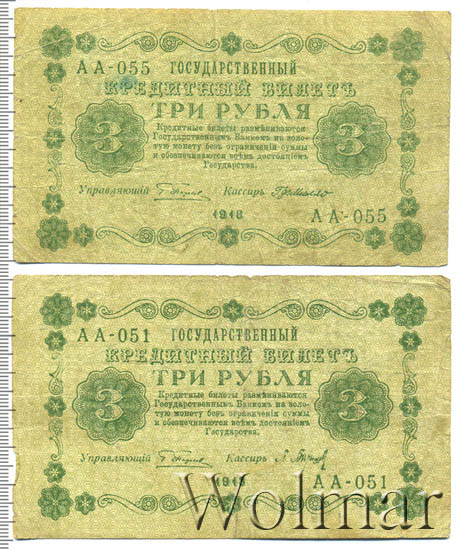 АА-055 ГОСУДАРСТВЕННЫЙ
КРЕДИТНЫЙ БИЛЕТЪ
ТРИ РУБЛЯ
3 3
Кредитные билеты размѣниваются
Государственнымъ Банкомъ на золо-
тую монету безъ ограниченія суммы
и обезпечиваются всѣмъ достояніемъ
Государства.
Управляющій Кассиръ
1918
АА-055
АА-051 ГОСУДАРСТВЕННЫЙ
КРЕДИТНЫЙ БИЛЕТЪ
ТРИ РУБЛЯ
3 3
Кредитные билеты размѣниваются
Государственнымъ Банкомъ на золо-
тую монету безъ ограниченія суммы
и обезпечиваются всѣмъ достояніемъ
Государства.
Управляющій Кассиръ
1918
АА-051
Wolmar